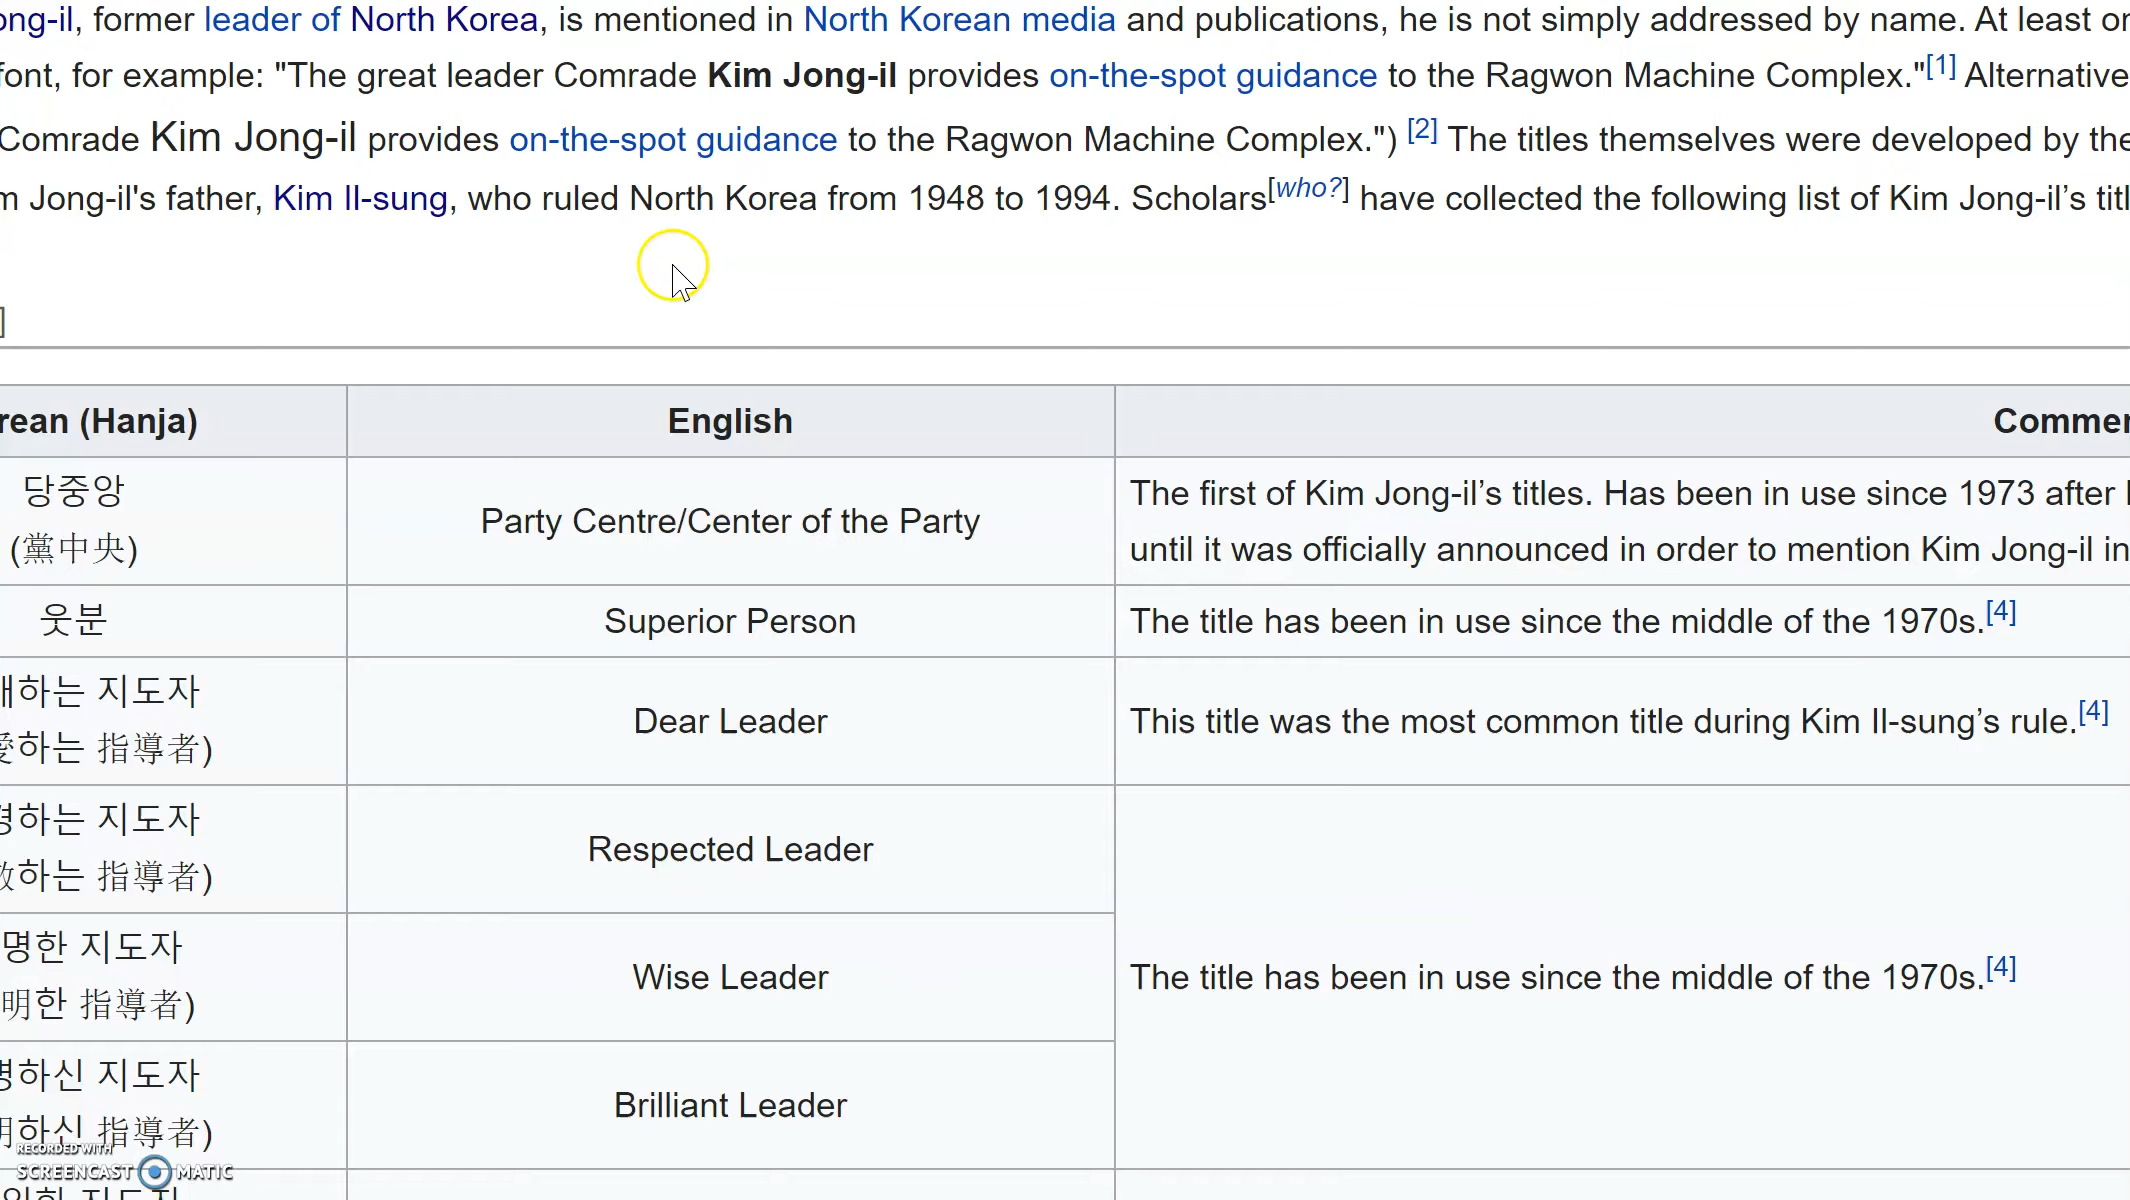 ong-il, former leader of North Korea, is mentioned in North Korean media and publications, he is not simply addressed by name. At least
font, for example: "The great leader Comrade Kim Jong-il provides on-the-spot guidance to the Ragwon Machine Complex."[1] Alternative
Comrade Kim Jong-il provides on-the-spot guidance to the Ragwon Machine Complex.") [2] The titles themselves were developed by the
m Jong-il's father, Kim Il-sung, who ruled North Korea from 1948 to 1994. Scholars[who?] have collected the following list of Kim Jong-il’s titl
]
rean (Hanja) English Commen
당중앙
(黨中央)
Party Centre/Center of the Party
The first of Kim Jong-il’s titles. Has been in use since 1973 after
until it was officially announced in order to mention Kim Jong-il in
웃분 Superior Person The title has been in use since the middle of the 1970s.[4]
하는 지도자
하는 指導者)
Dear Leader
This title was the most common title during Kim Il-sung’s rule.[4]
하는 지도자
하는 指導者)
Respected Leader
명한 지도자
明한 指導者)
Wise Leader
The title has been in use since the middle of the 1970s.[4]
하신 지도자
하신 指導者)
Brilliant Leader
RECORDED WITH
SCREENCAST MATIC